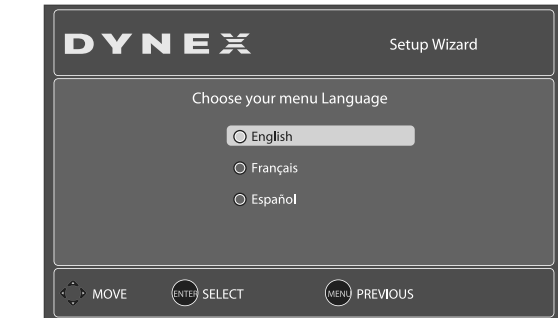 DYNEX Setup Wizard
Choose your menu Language
English
Français
Español
MOVE ENTER SELECT MENU PREVIOUS